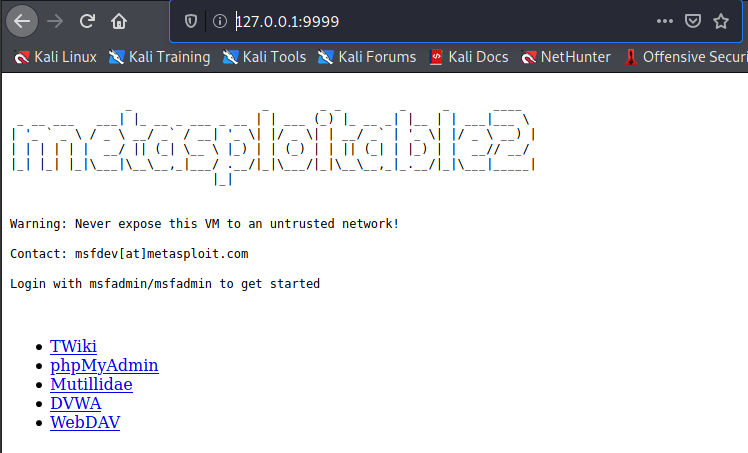 127.0.0.1:9999
Kali Linux Kali Training Kali Tools Kali Forums Kali Docs NetHunter Offensive Securi
metasploitable2
Warning: Never expose this VM to an untrusted network!
Contact: msfdev[at]metasploit.com
Login with msfadmin/msfadmin to get started
TWiki
phpMyAdmin
Mutillidae
DVWA
WebDAV